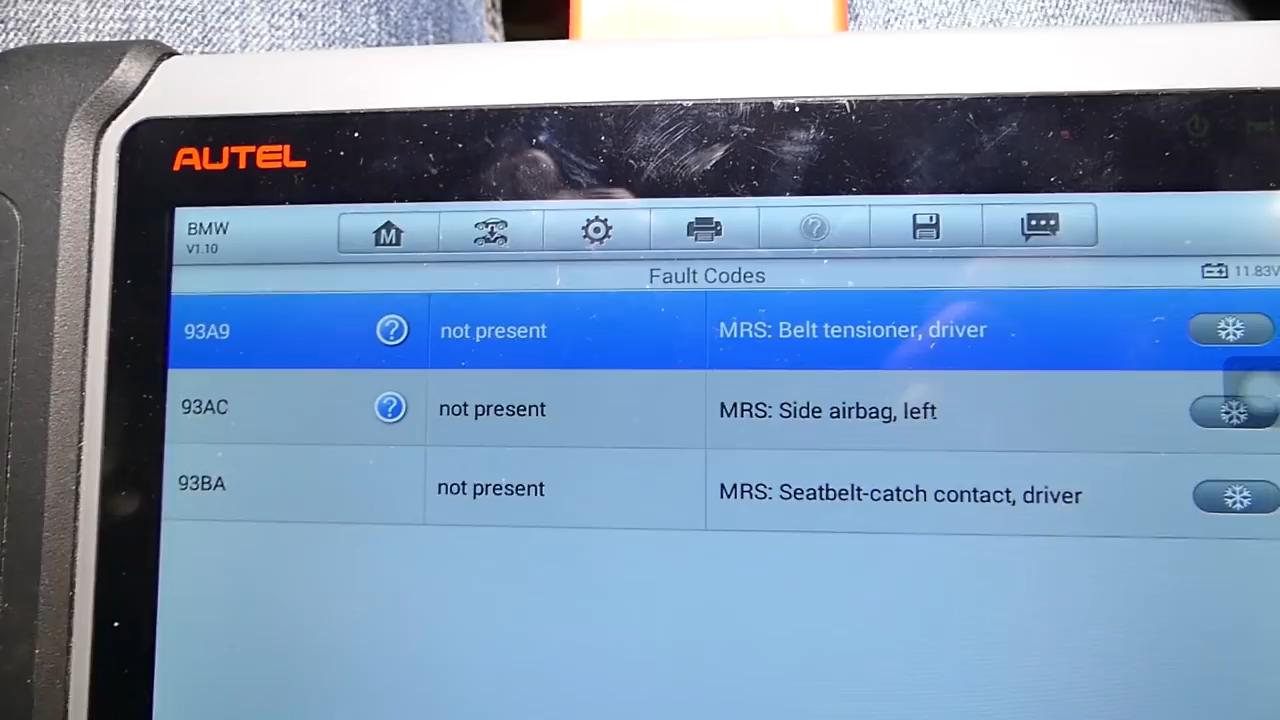 AUTEL
BMW
V1.10
M
Fault Codes
11.83V
93A9 ? not present MRS: Belt tensioner, driver
93AC ? not present MRS: Side airbag, left
93BA not present MRS: Seatbelt-catch contact, driver